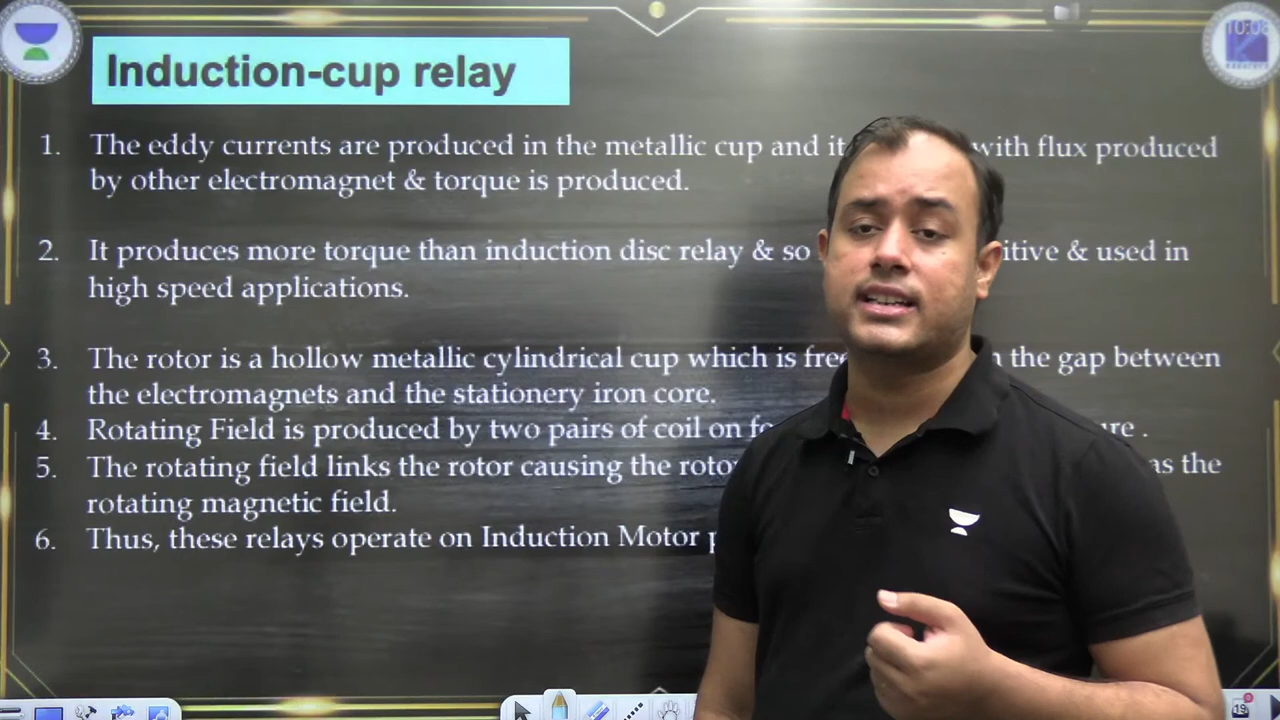 Induction-cup relay
10:08
1. The eddy currents are produced in the metallic cup and it with flux produced
by other electromagnet & torque is produced.
2. It produces more torque than induction disc relay & so & used in
high speed applications.
3. The rotor is a hollow metallic cylindrical cup which is the gap between
the electromagnets and the stationery iron core.
4. Rotating Field is produced by two pairs of coil on .
5. The rotating field links the rotor causing the as the
rotating magnetic field.
6. Thus, these relays operate on Induction Motor
19